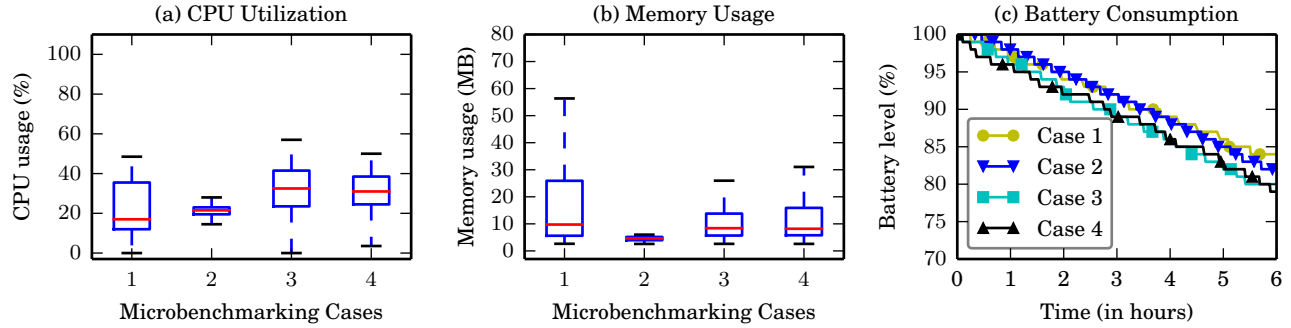 (a) CPU Utilization
CPU usage (%)
100
80
60
40
20
0
1 2 3 4
Microbenchmarking Cases
(b) Memory Usage
Memory usage (MB)
80
70
60
50
40
30
20
10
0
1 2 3 4
Microbenchmarking Cases
(c) Battery Consumption
Battery level (%)
100
95
90
85
80
75
70
Case 1
Case 2
Case 3
Case 4
0 1 2 3 4 5 6
Time (in hours)